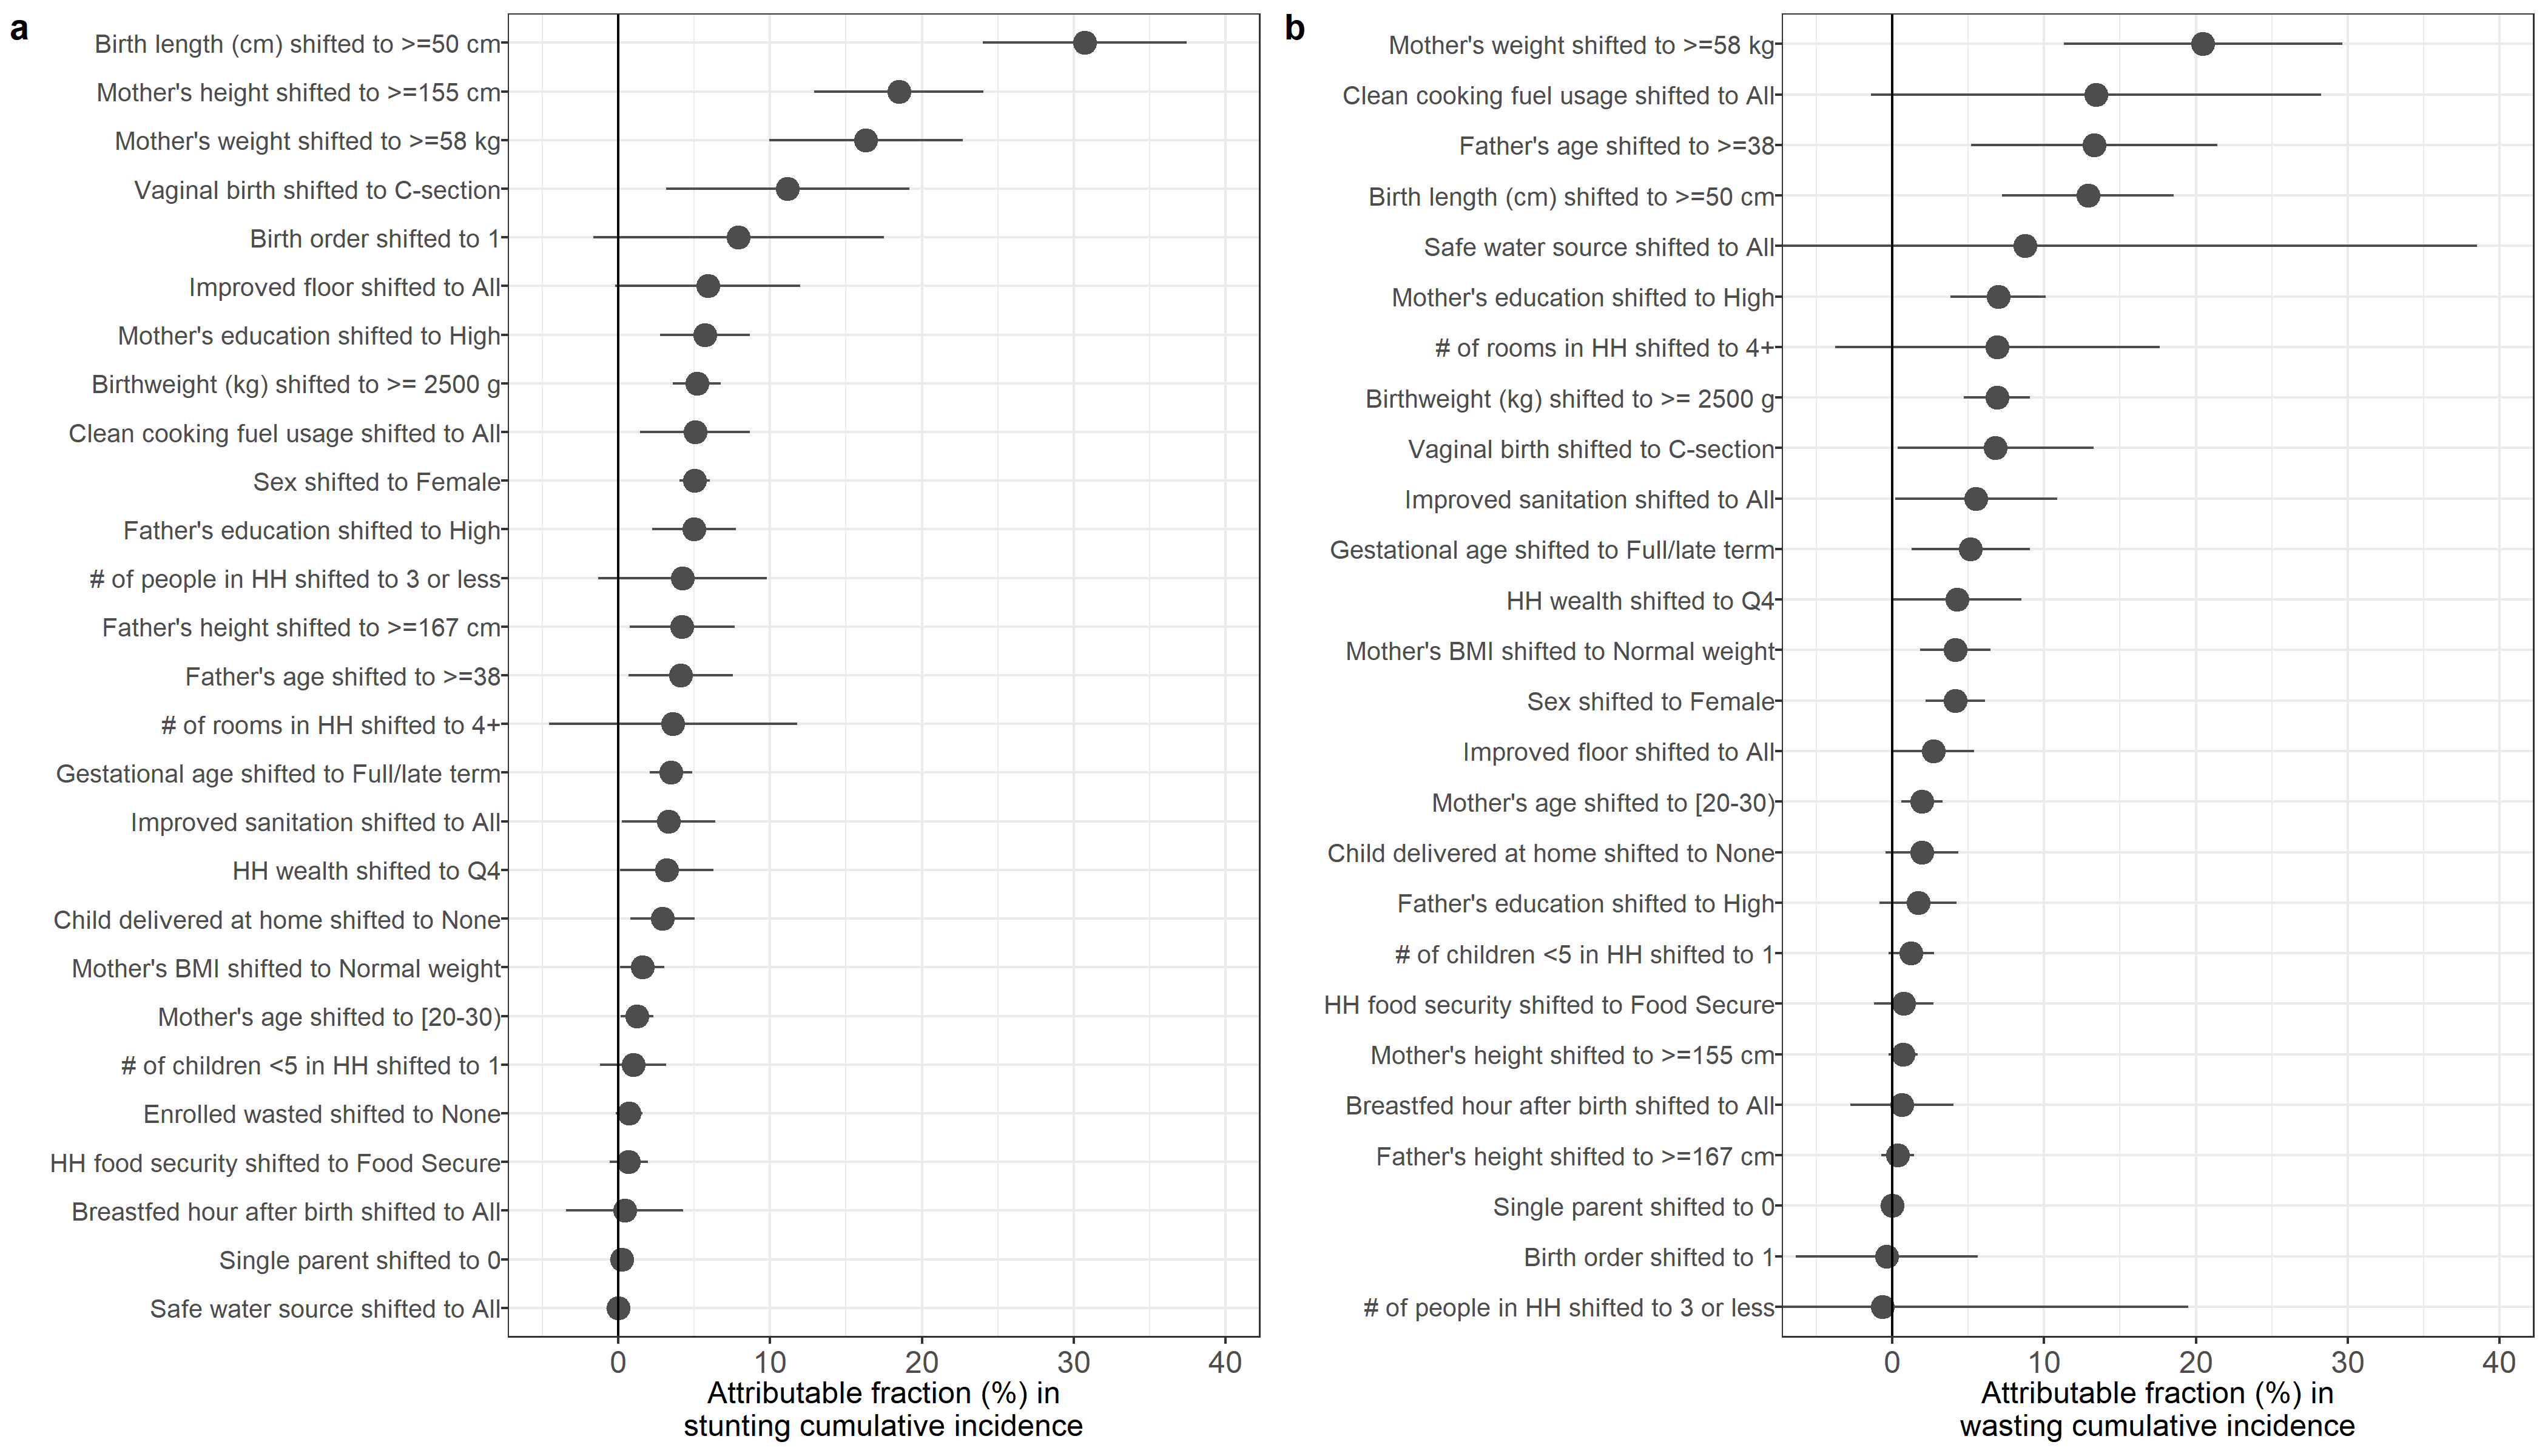 a
Birth length (cm) shifted to >=50 cm
Mother's height shifted to >=155 cm
Mother's weight shifted to >=58 kg
Vaginal birth shifted to C-section
Birth order shifted to 1
Improved floor shifted to All
Mother's education shifted to High
Birthweight (kg) shifted to >= 2500 g
Clean cooking fuel usage shifted to All
Sex shifted to Female
Father's education shifted to High
# of people in HH shifted to 3 or less
Father's height shifted to >=167 cm
Father's age shifted to >=38
# of rooms in HH shifted to 4+
Gestational age shifted to Full/late term
Improved sanitation shifted to All
HH wealth shifted to Q4
Child delivered at home shifted to None
Mother's BMI shifted to Normal weight
Mother's age shifted to [20-30)
# of children <5 in HH shifted to 1
Enrolled wasted shifted to None
HH food security shifted to Food Secure
Breastfed hour after birth shifted to All
Single parent shifted to 0
Safe water source shifted to All
0 10 20 30 40
Attributable fraction (%) in
stunting cumulative incidence
b
Mother's weight shifted to >=58 kg
Clean cooking fuel usage shifted to All
Father's age shifted to >=38
Birth length (cm) shifted to >=50 cm
Safe water source shifted to All
Mother's education shifted to High
# of rooms in HH shifted to 4+
Birthweight (kg) shifted to >= 2500 g
Vaginal birth shifted to C-section
Improved sanitation shifted to All
Gestational age shifted to Full/late term
HH wealth shifted to Q4
Mother's BMI shifted to Normal weight
Sex shifted to Female
Improved floor shifted to All
Mother's age shifted to [20-30)
Child delivered at home shifted to None
Father's education shifted to High
# of children <5 in HH shifted to 1
HH food security shifted to Food Secure
Mother's height shifted to >=155 cm
Breastfed hour after birth shifted to All
Father's height shifted to >=167 cm
Single parent shifted to 0
Birth order shifted to 1
# of people in HH shifted to 3 or less
0 10 20 30 40
Attributable fraction (%) in
wasting cumulative incidence